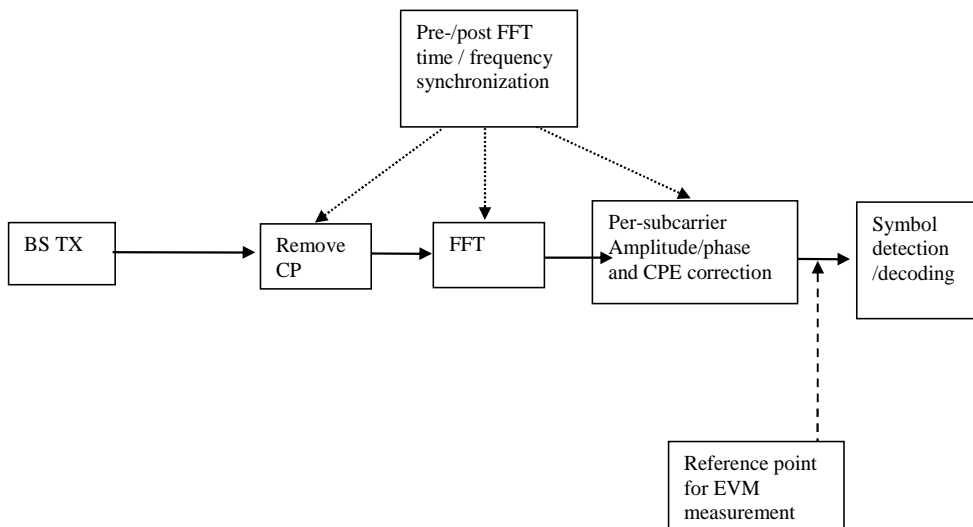 Pre-/post FFT
time / frequency
synchronization
BS TX
Remove
CP
FFT
Per-subcarrier
Amplitude/phase
and CPE correction
Symbol
detection
/decoding
Reference point
for EVM
measurement